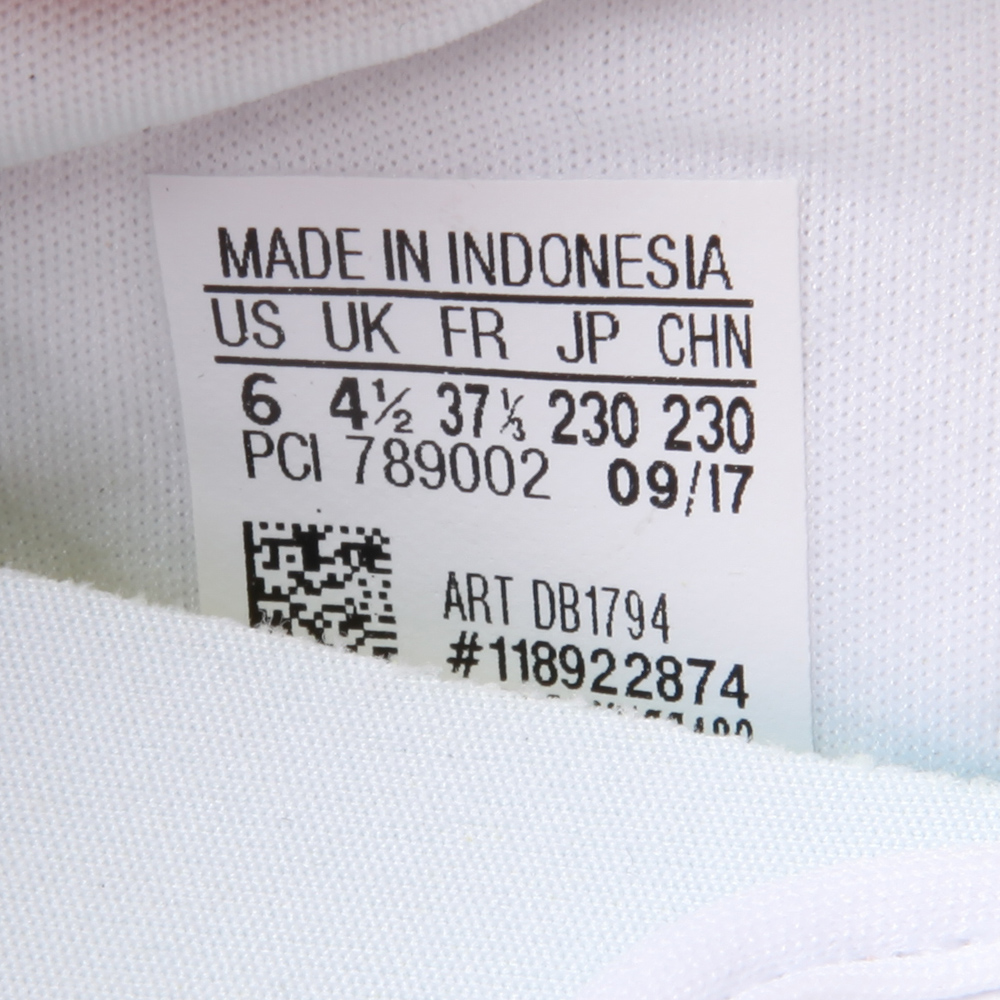 MADE IN INDONESIA
US UK FR JP CHN
6 4½ 37⅓ 230 230
PCI 789002 09/17
ART DB1794
#118922874